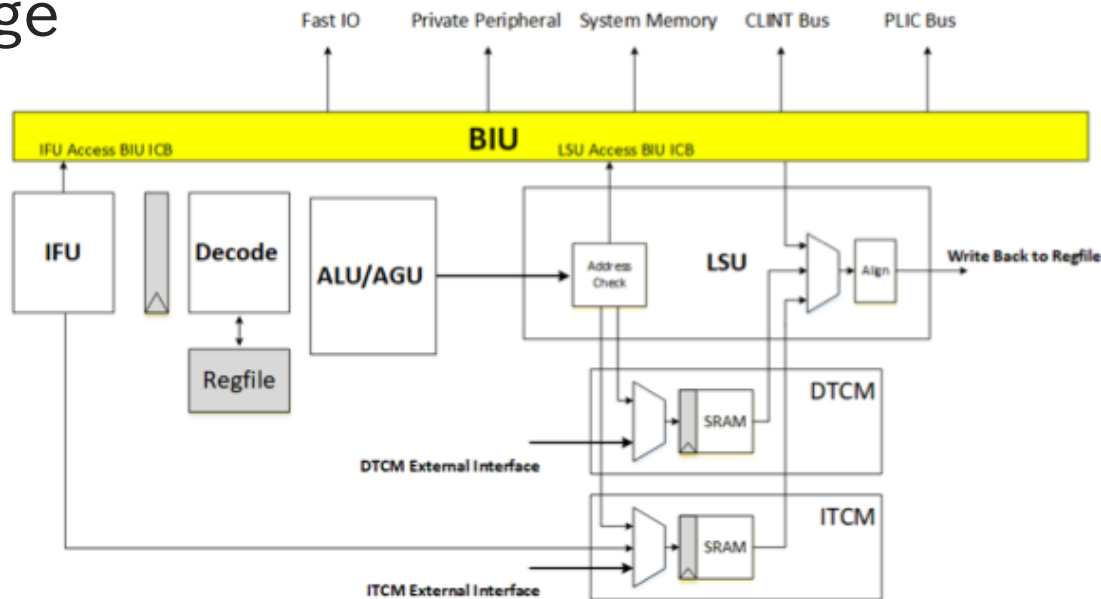 ge
Fast IO
Private Peripheral
System Memory
CLINT Bus
PLIC Bus
BIU
IFU Access BIU ICB
LSU Access BIU ICB
IFU
Decode
ALU/AGU
Address
Check
LSU
Align
Write Back to Regfile
Regfile
DTCM
SRAM
DTCM External Interface
ITCM
SRAM
ITCM External Interface